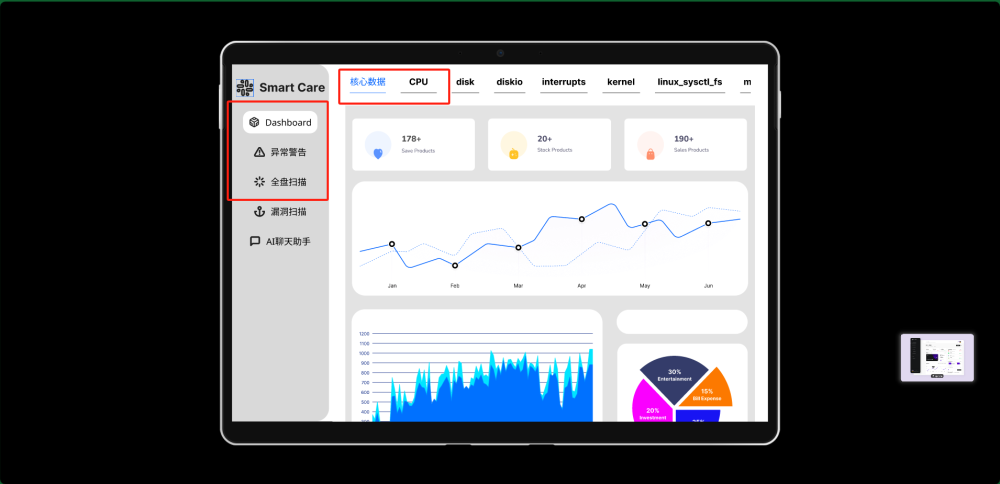 Smart Care
Dashboard
异常警告
全盘扫描
漏洞扫描
AI聊天助手
核心数据 CPU disk diskio interrupts kernel linux_sysctl_fs m
178+
Save Products
20+
Stock Products
190+
Sales Products
Jan Feb Mar Apr May Jun
1200
1100
1000
900
800
700
600
500
400
300
30%
Entertainment
15%
Bill Expense
20%
Investment